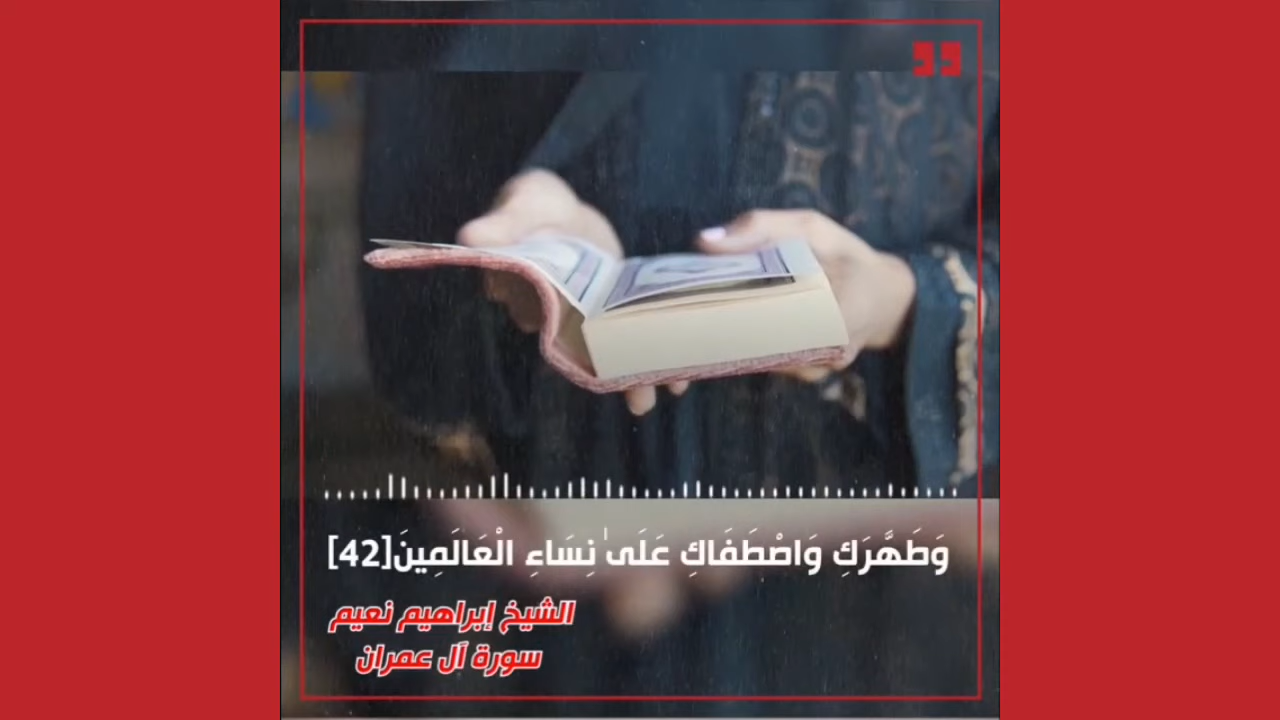 وَطَهَّرَكِ وَاصْطَفَاكِ عَلَىٰ نِسَاءِ الْعَالَمِينَ[42]
الشيخ إبراهيم نعيم
سورة آل عمران